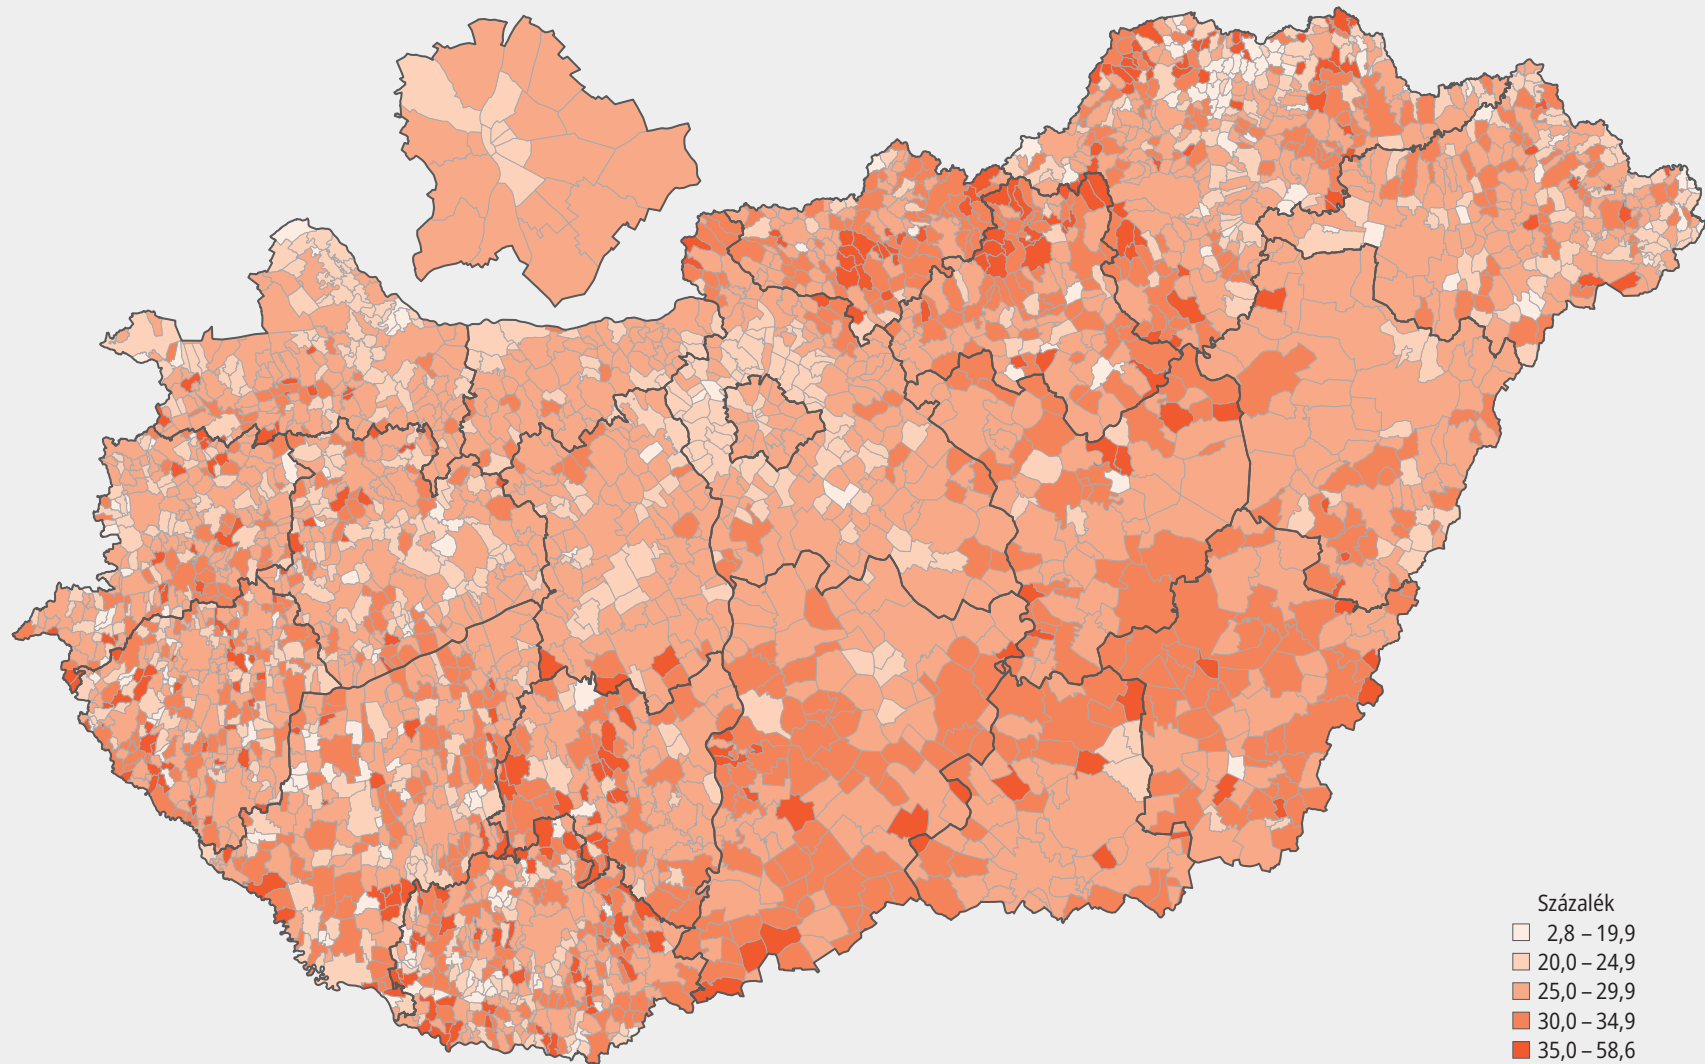 Százalék
2,8 – 19,9
20,0 – 24,9
25,0 – 29,9
30,0 – 34,9
35,0 – 58,6